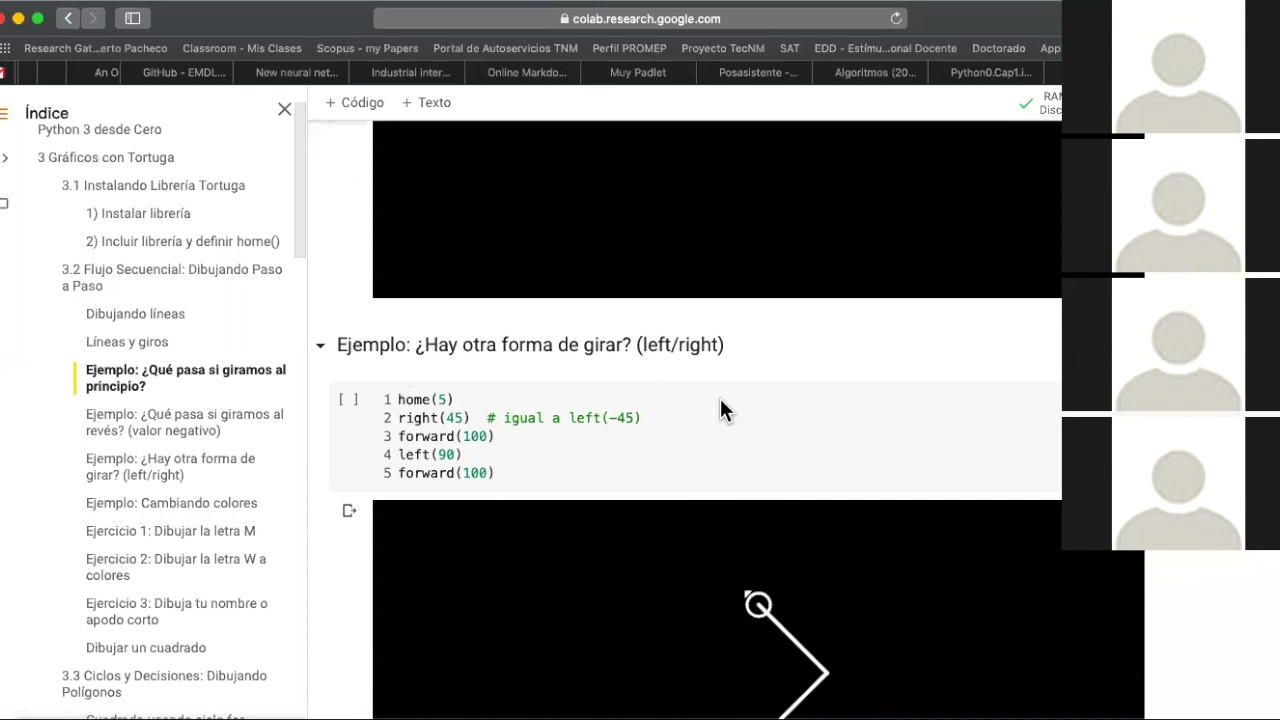 colab.research.google.com
Research Gat...erto Pacheco
Classroom - Mis Clases
Scopus - my Papers
Portal de Autoservicios TNM
Perfil PROMEP
Proyecto TecNM
SAT
EDD - Estímu...onal Docente
Doctorado
App
An O
GitHub - EMDL...
New neural net...
Industrial inter...
Online Markdo...
Muy Padlet
Posasistente -...
Algoritmos (20...
Python0.Cap1.i...
Índice
Python 3 desde Cero
3 Gráficos con Tortuga
3.1 Instalando Librería Tortuga
1) Instalar librería
2) Incluir librería y definir home()
3.2 Flujo Secuencial: Dibujando Paso
a Paso
Dibujando líneas
Líneas y giros
Ejemplo: ¿Qué pasa si giramos al
principio?
Ejemplo: ¿Qué pasa si giramos al
revés? (valor negativo)
Ejemplo: ¿Hay otra forma de
girar? (left/right)
Ejemplo: Cambiando colores
Ejercicio 1: Dibujar la letra M
Ejercicio 2: Dibujar la letra W a
colores
Ejercicio 3: Dibuja tu nombre o
apodo corto
Dibujar un cuadrado
3.3 Ciclos y Decisiones: Dibujando
Polígonos
+ Código + Texto
RAM
Disc
Ejemplo: ¿Hay otra forma de girar? (left/right)
[ ]
1 home(5)
2 right(45) # igual a left(-45)
3 forward(100)
4 left(90)
5 forward(100)